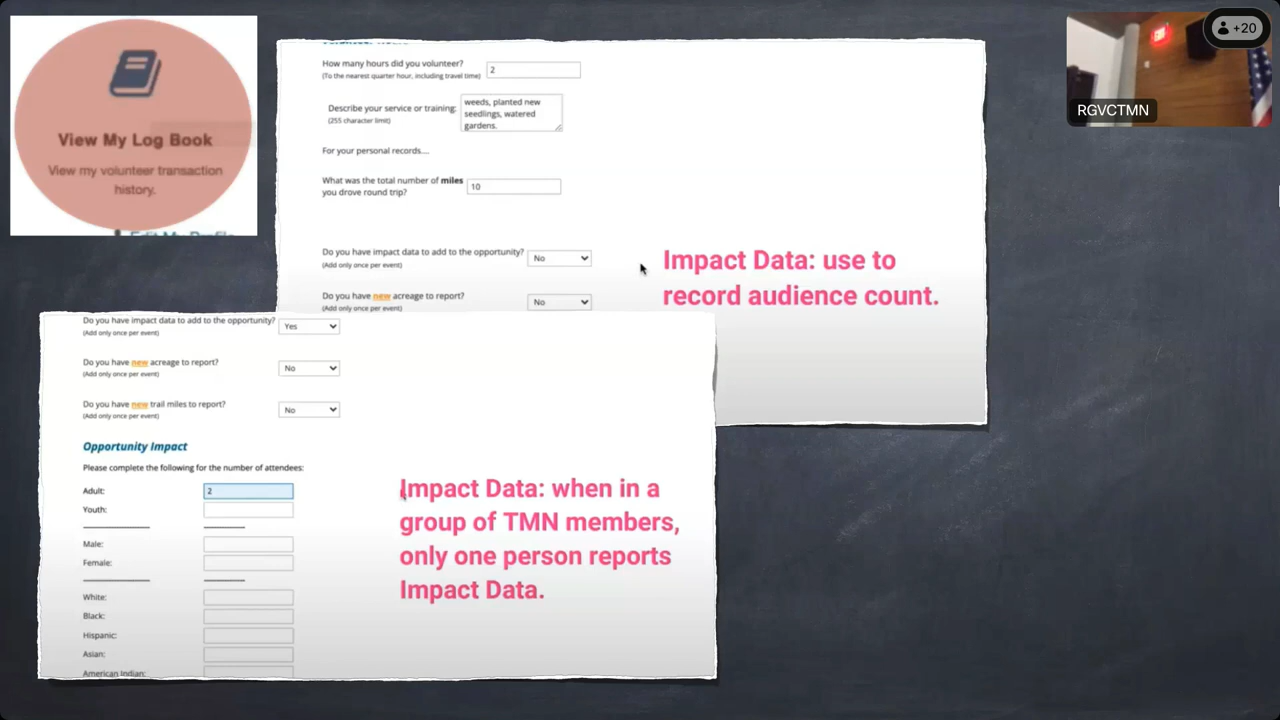 View My Log Book
View my volunteer transaction
history.
How many hours did you volunteer?
(To the nearest quarter hour, including travel time)
2
Describe your service or training:
(255 character limit)
weeds, planted new
seedlings, watered
gardens.
For your personal records....
What was the total number of miles
you drove round trip?
10
Do you have impact data to add to the opportunity?
(Add only once per event)
No
Do you have new acreage to report?
(Add only once per event)
No
Impact Data: use to
record audience count.
+20
RGVCTMN
Do you have impact data to add to the opportunity?
(Add only once per event)
Yes
Do you have new acreage to report?
(Add only once per event)
No
Do you have new trail miles to report?
(Add only once per event)
No
Opportunity Impact
Please complete the following for the number of attendees:
Adult:
2
Youth:
Male:
Female:
White:
Black:
Hispanic:
Asian:
American Indian:
Impact Data: when in a
group of TMN members,
only one person reports
Impact Data.